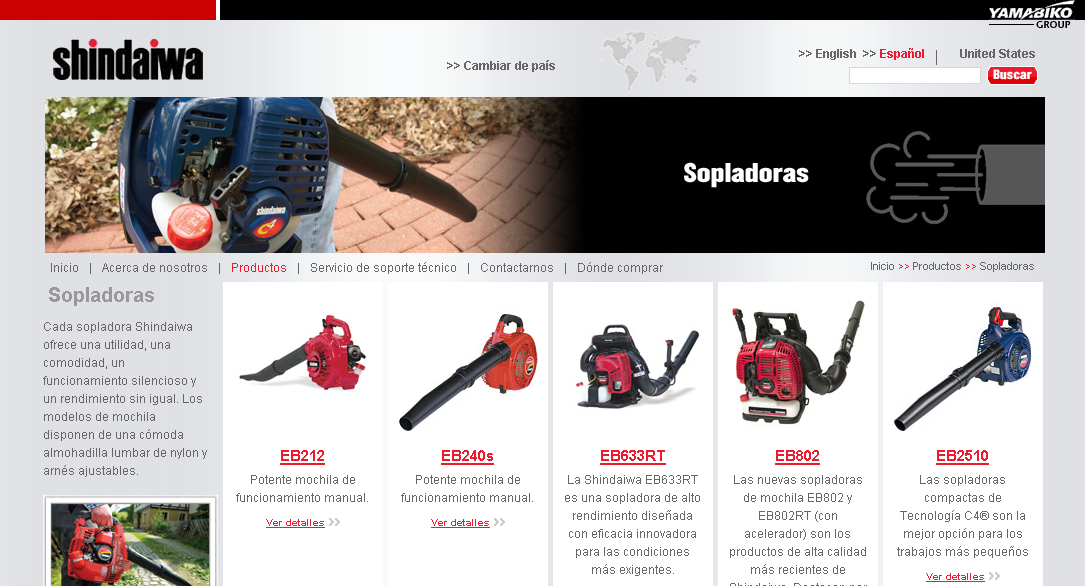 YAMABIKO
GROUP
shindaiwa
>> Cambiar de país
>> English >> Español | United States
Buscar
shindaiwa
C4
Sopladoras
Inicio | Acerca de nosotros | Productos | Servicio de soporte técnico | Contactarnos | Dónde comprar
Inicio >> Productos >> Sopladoras
Sopladoras
Cada sopladora Shindaiwa
ofrece una utilidad, una
comodidad, un
funcionamiento silencioso y
un rendimiento sin igual. Los
modelos de mochila
disponen de una cómoda
almohadilla lumbar de nylon y
arnés ajustables.
EB212
Potente mochila de
funcionamiento manual.
Ver detalles
EB240s
Potente mochila de
funcionamiento manual.
Ver detalles
EB633RT
La Shindaiwa EB633RT
es una sopladora de alto
rendimiento diseñada
con eficacia innovadora
para las condiciones
más exigentes.
EB802
Las nuevas sopladoras
de mochila EB802 y
EB802RT (con
acelerador) son los
productos de alta calidad
más recientes de
EB2510
Las sopladoras
compactas de
Tecnología C4® son la
mejor opción para los
trabajos más pequeños
Ver detalles